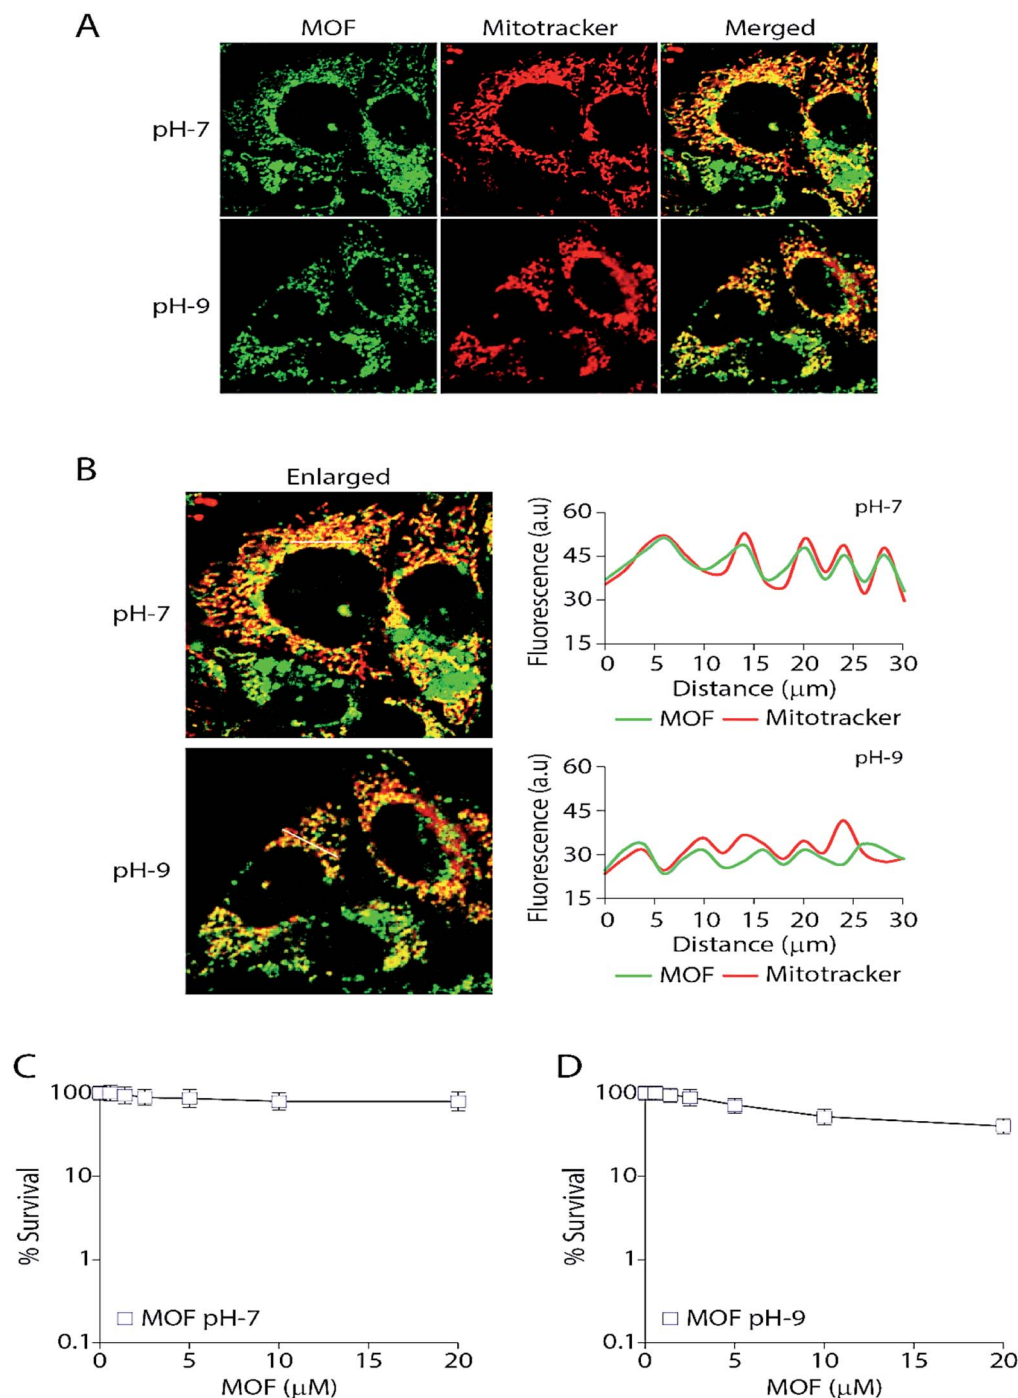 A
MOF Mitotracker Merged
pH-7
pH-9
B
Enlarged
pH-7
pH-9
pH-7
Fluorescence (a.u)
60
45
30
15
0 5 10 15 20 25 30
Distance (μm)
MOF Mitotracker
pH-9
Fluorescence (a.u)
60
45
30
15
0 5 10 15 20 25 30
Distance (μm)
MOF Mitotracker
C
% Survival
100
10
1
0.1
MOF pH-7
0 5 10 15 20
MOF (μM)
D
% Survival
100
10
1
0.1
MOF pH-9
0 5 10 15 20
MOF (μM)